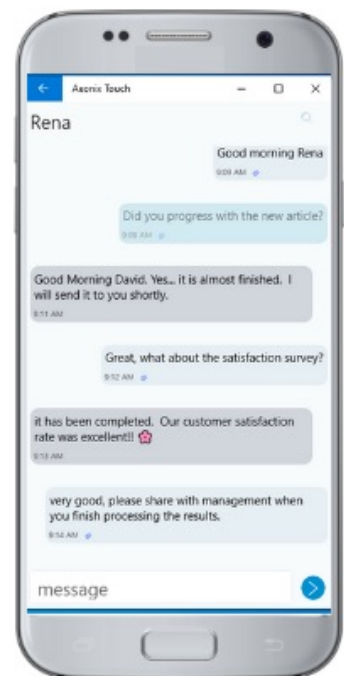 Axonix Touch
Rena
Good morning Rena
9:09 AM
Did you progress with the new article?
9:09 AM
Good Morning David. Yes... it is almost finished. I
will send it to you shortly.
9:11 AM
Great, what about the satisfaction survey?
9:12 AM
it has been completed. Our customer satisfaction
rate was excellent!! 🌸
9:13 AM
very good, please share with management when
you finish processing the results.
9:14 AM
message